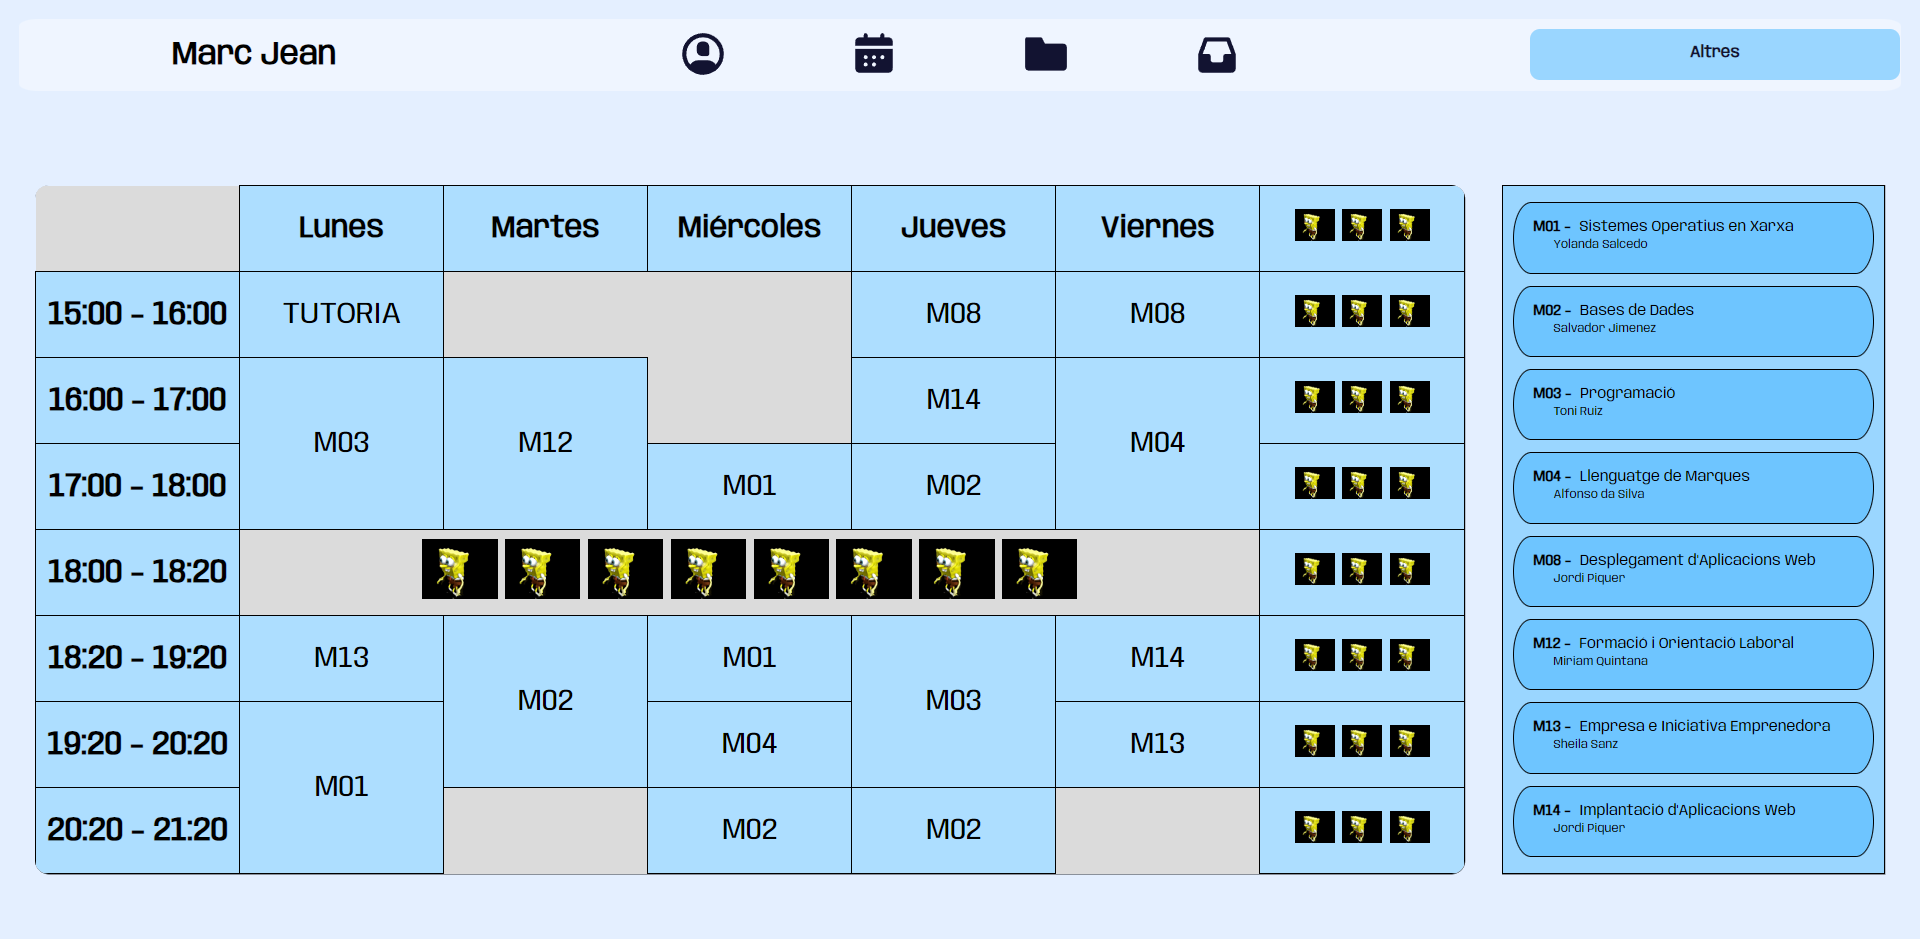 Marc Jean
Altres
Lunes Martes Miércoles Jueves Viernes
15:00 - 16:00 TUTORIA M08 M08
16:00 - 17:00 M03 M12 M14 M04
17:00 - 18:00 M01 M02
18:00 - 18:20
18:20 - 19:20 M13 M02 M01 M03 M14
19:20 - 20:20 M01 M04 M13
20:20 - 21:20 M02 M02
M01 - Sistemes Operatius en Xarxa
Yolanda Salcedo
M02 - Bases de Dades
Salvador Jimenez
M03 - Programació
Toni Ruiz
M04 - Llenguatge de Marques
Alfonso da Silva
M08 - Desplegament d'Aplicacions Web
Jordi Piquer
M12 - Formació i Orientació Laboral
Miriam Quintana
M13 - Empresa e Iniciativa Emprenedora
Sheila Sanz
M14 - Implantació d'Aplicacions Web
Jordi Piquer